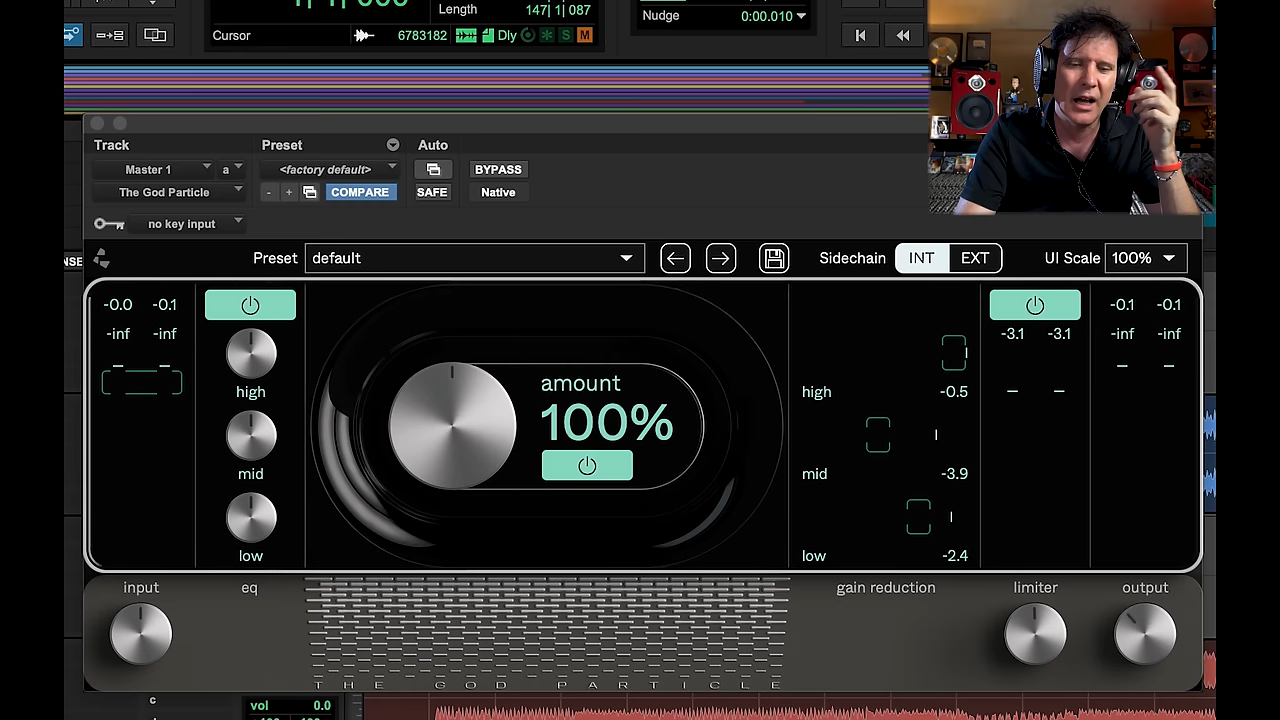 Length 147| 1| 087
Nudge 0:00.010
Cursor 6783182 Dly S M
Track Preset Auto
Master 1 a <factory default> BYPASS
The God Particle - + COMPARE SAFE Native
no key input
Preset default Sidechain INT EXT UI Scale 100%
-0.0 -0.1
-inf -inf
high
mid
low
amount
100%
high -0.5
mid -3.9
low -2.4
-3.1 -3.1
-0.1 -0.1
-inf -inf
input eq gain reduction limiter output
THE GOD PARTICLE
c
vol 0.0